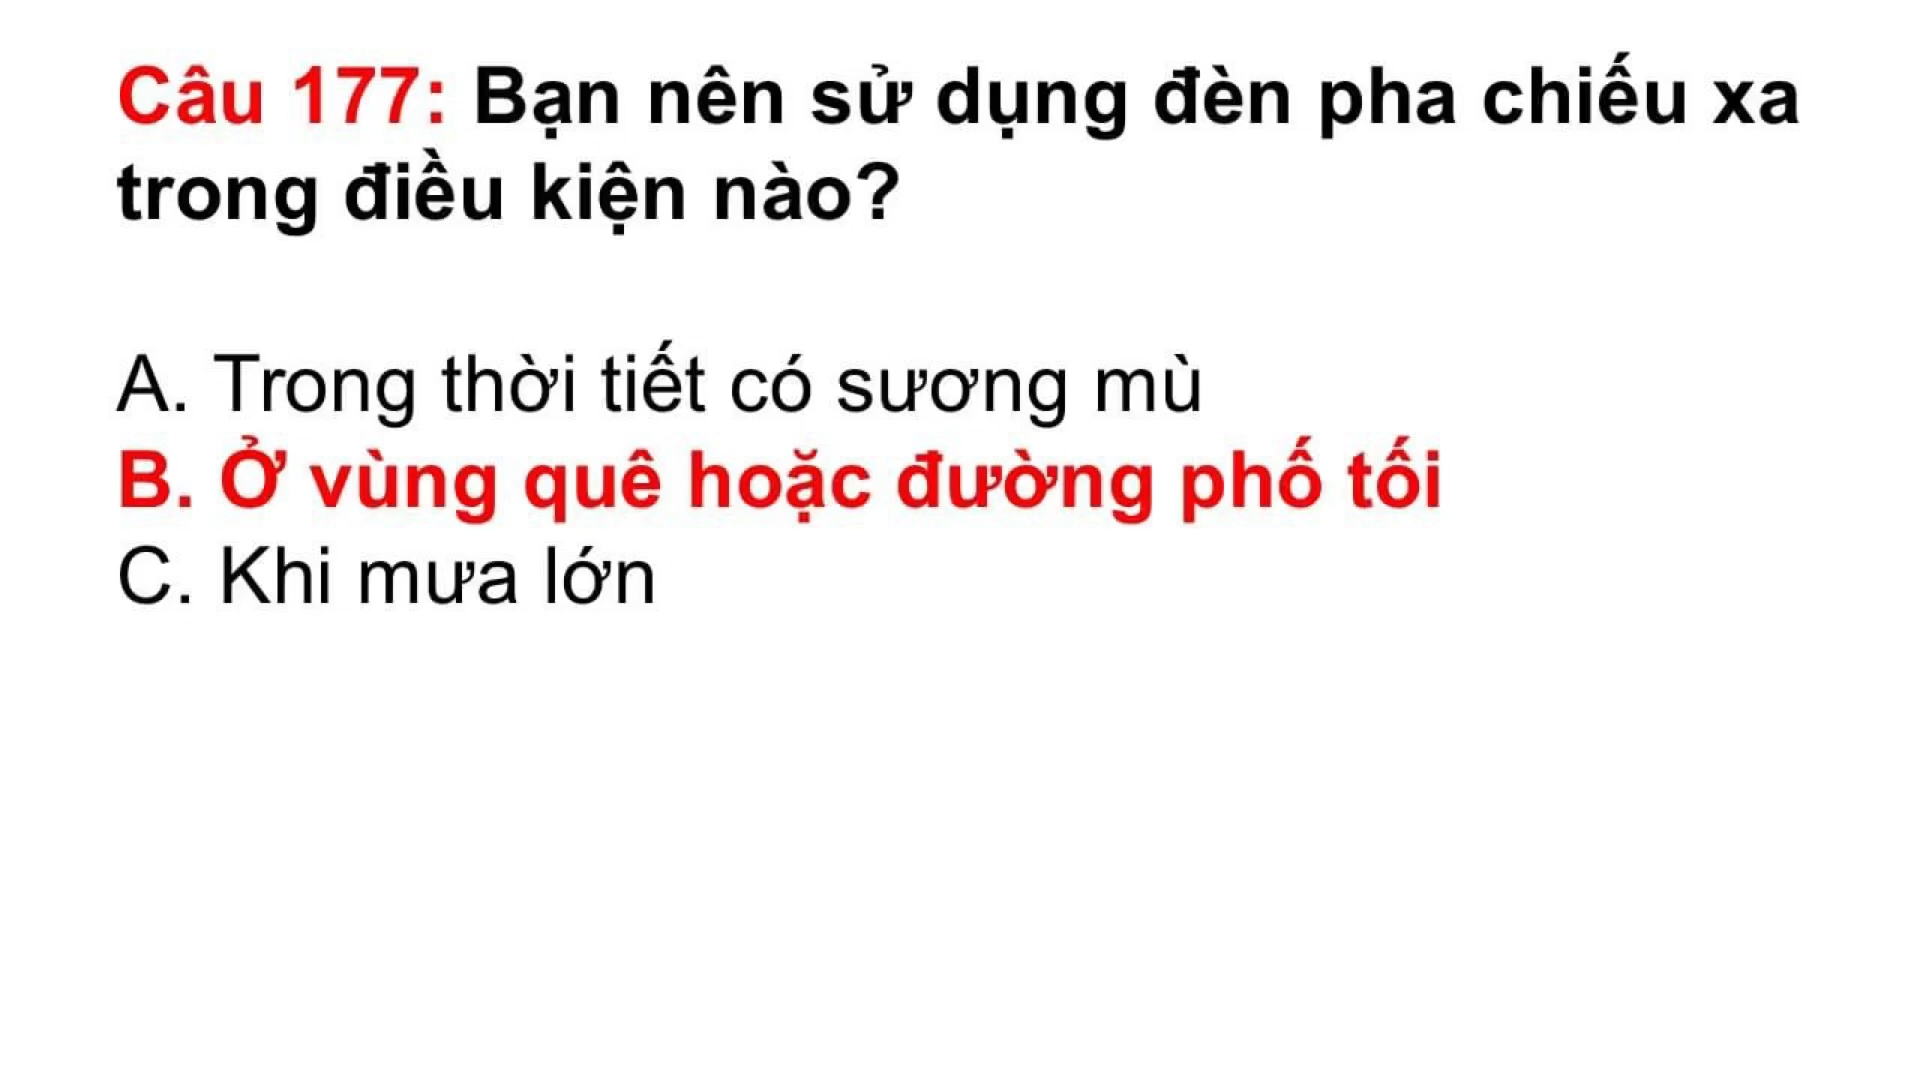 Câu 177: Bạn nên sử dụng đèn pha chiếu xa
trong điều kiện nào?
A. Trong thời tiết có sương mù
B. Ở vùng quê hoặc đường phố tối
C. Khi mưa lớn